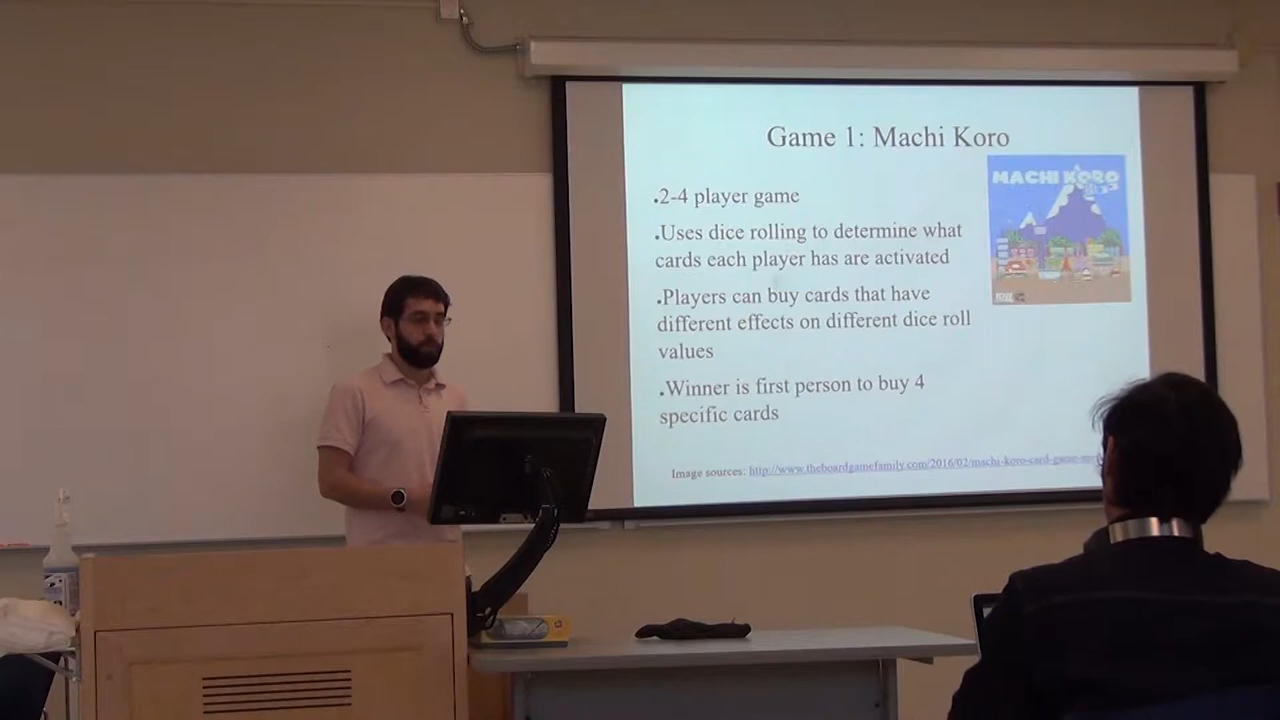 Game 1: Machi Koro
MACHI KORO
.2-4 player game
.Uses dice rolling to determine what
cards each player has are activated
.Players can buy cards that have
different effects on different dice roll
values
.Winner is first person to buy 4
specific cards
Image sources: http://www.theboardgamefamily.com/2016/02/machi-koro-card-game-